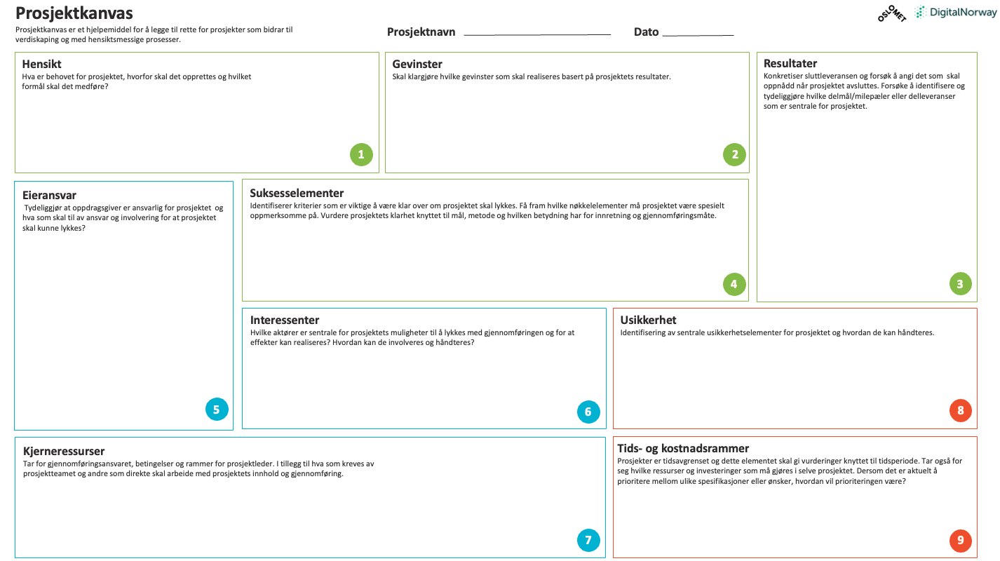 Prosjektkanvas
Prosjektkanvas er et hjelpemiddel for å legge til rette for prosjekter som bidrar til
verdiskaping og med hensiktsmessige prosesser.
Prosjektnavn
Dato
OSLOMET
DigitalNorway
Hensikt
Hva er behovet for prosjektet, hvorfor skal det opprettes og hvilket
formål skal det medføre?
1
Gevinster
Skal klargjøre hvilke gevinster som skal realiseres basert på prosjektets resultater.
2
Resultater
Konkretiser sluttleveransen og forsøk å angi det som skal
oppnådd når prosjektet avsluttes. Forsøke å identifisere og
tydeliggjøre hvilke delmål/milepæler eller delleveranser
som er sentrale for prosjektet.
3
Suksesselementer
Identifiserer kriterier som er viktige å være klar over om prosjektet skal lykkes. Få fram hvilke nøkkelelementer må prosjektet være spesielt
oppmerksomme på. Vurdere prosjektets klarhet knyttet til mål, metode og hvilken betydning har for innretning og gjennomføringsmåte.
4
Eieransvar
Tydeliggjør at oppdragsgiver er ansvarlig for prosjektet og
hva som skal til av ansvar og involvering for at prosjektet
skal kunne lykkes?
5
Interessenter
Hvilke aktører er sentrale for prosjektets muligheter til å lykkes med gjennomføringen og for at
effekter kan realiseres? Hvordan kan de involveres og håndteres?
6
Usikkerhet
Identifisering av sentrale usikkerhetselementer for prosjektet og hvordan de kan håndteres.
8
Kjerneressurser
Tar for gjennomføringsansvaret, betingelser og rammer for prosjektleder. I tillegg til hva som kreves av
prosjektteamet og andre som direkte skal arbeide med prosjektets innhold og gjennomføring.
7
Tids- og kostnadsrammer
Prosjekter er tidsavgrenset og dette elementet skal gi vurderinger knyttet til tidsperiode. Tar også for
seg hvilke ressurser og investeringer som må gjøres i selve prosjektet. Dersom det er aktuelt å
prioritere mellom ulike spesifikasjoner eller ønsker, hvordan vil prioriteringen være?
9